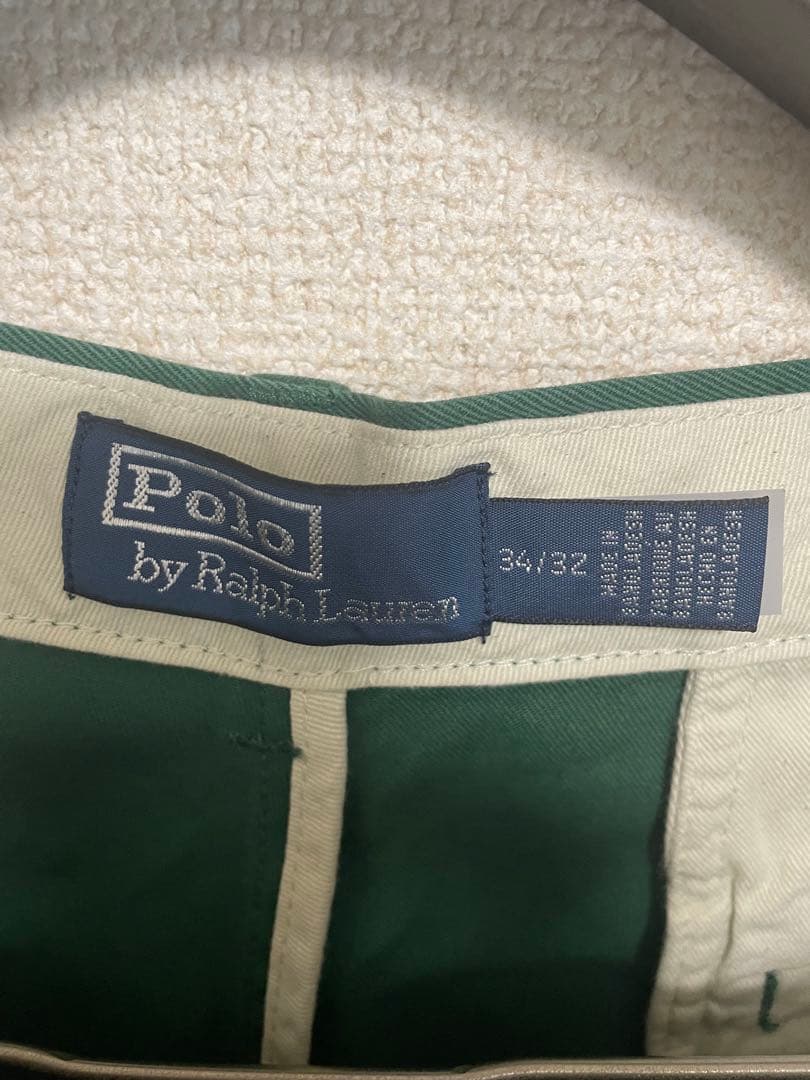 Polo
by Ralph Lauren
34/32
MADE IN
BANGLADESH
FABRIQUE AU
BANGLADESH
HECHO EN
BANGLADESH